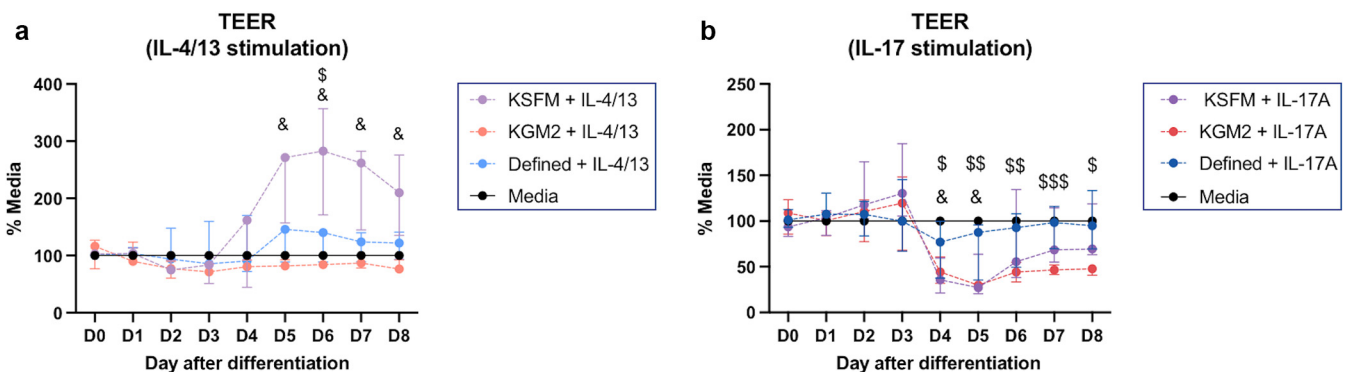 a
TEER
(IL-4/13 stimulation)
% Media
400
300
200
100
0
$
&
&
&
&
D0 D1 D2 D3 D4 D5 D6 D7 D8
Day after differentiation
KSFM + IL-4/13
KGM2 + IL-4/13
Defined + IL-4/13
Media
b
TEER
(IL-17 stimulation)
% Media
250
200
150
100
50
0
$ $$ $$ $$$ $
& &
D0 D1 D2 D3 D4 D5 D6 D7 D8
Day after differentiation
KSFM + IL-17A
KGM2 + IL-17A
Defined + IL-17A
Media